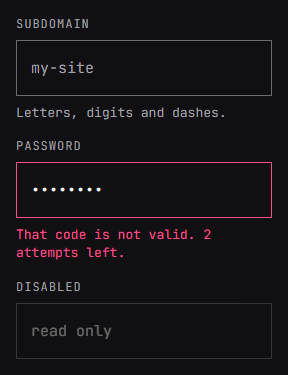 SUBDOMAIN
my-site
Letters, digits and dashes.
PASSWORD
••••••••
That code is not valid. 2
attempts left.
DISABLED
read only